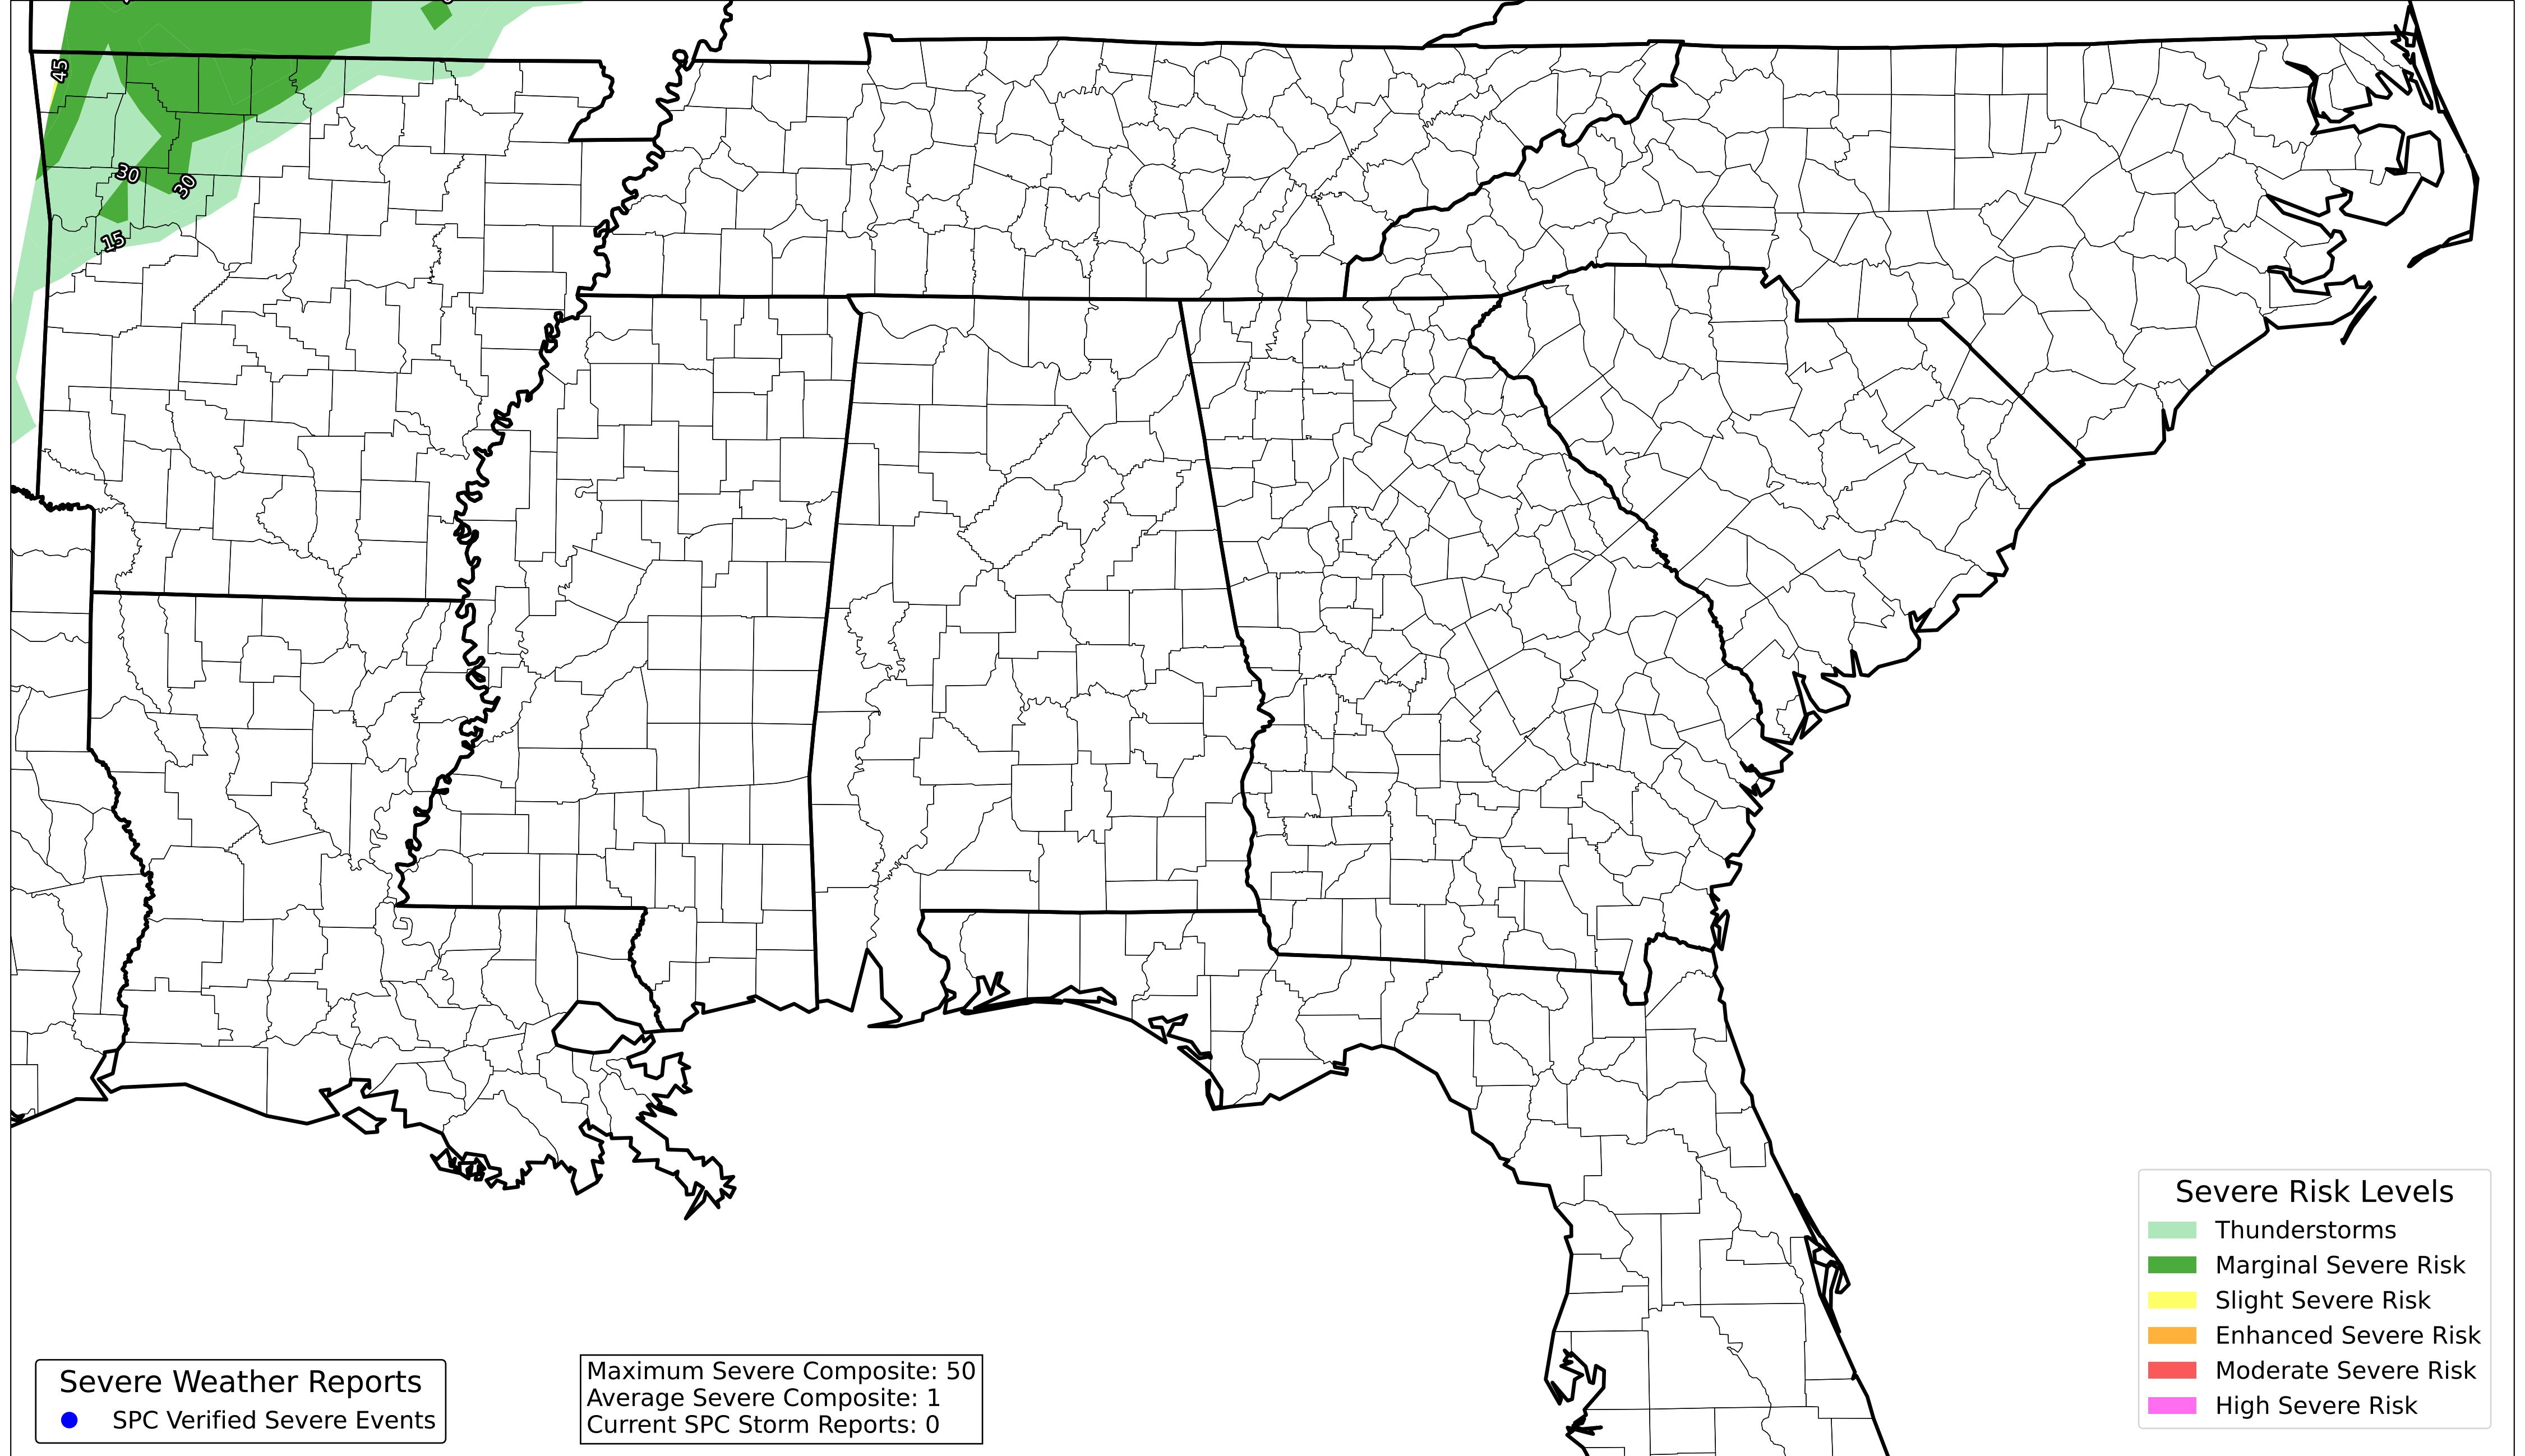 45
30
30
15
Severe Weather Reports
SPC Verified Severe Events
Maximum Severe Composite: 50
Average Severe Composite: 1
Current SPC Storm Reports: 0
Severe Risk Levels
Thunderstorms
Marginal Severe Risk
Slight Severe Risk
Enhanced Severe Risk
Moderate Severe Risk
High Severe Risk